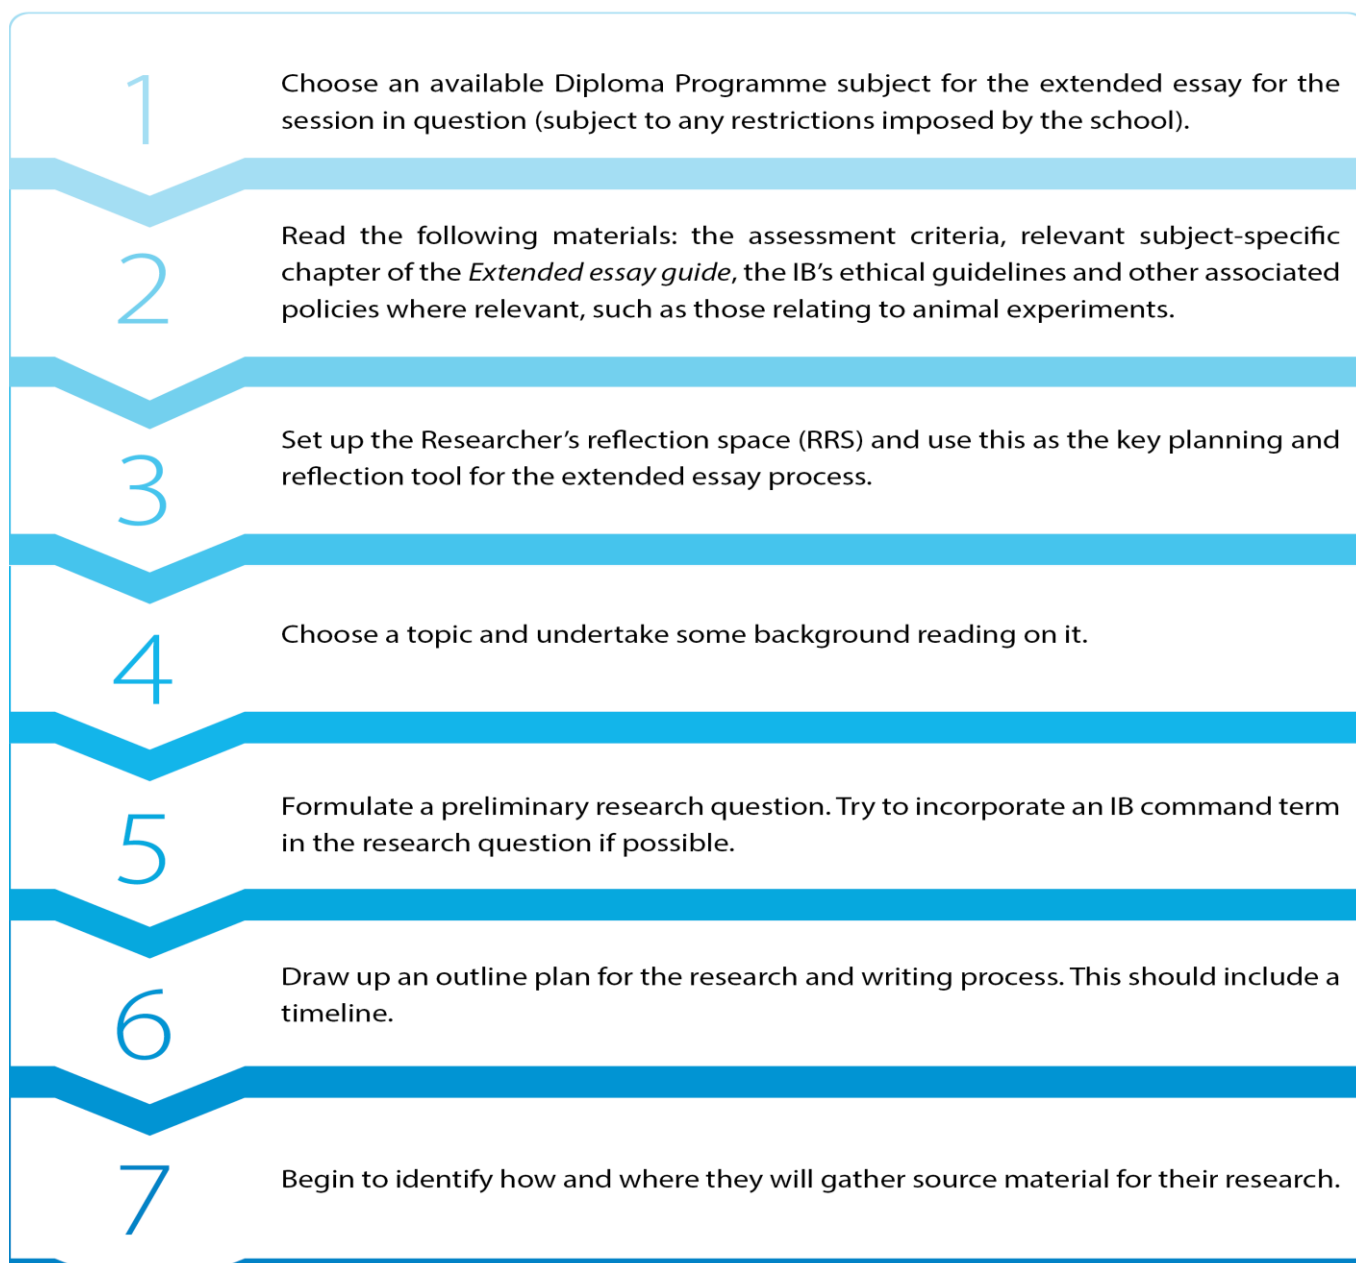 1
Choose an available Diploma Programme subject for the extended essay for the
session in question (subject to any restrictions imposed by the school).
2
Read the following materials: the assessment criteria, relevant subject-specific
chapter of the Extended essay guide, the IB’s ethical guidelines and other associated
policies where relevant, such as those relating to animal experiments.
3
Set up the Researcher’s reflection space (RRS) and use this as the key planning and
reflection tool for the extended essay process.
4
Choose a topic and undertake some background reading on it.
5
Formulate a preliminary research question. Try to incorporate an IB command term
in the research question if possible.
6
Draw up an outline plan for the research and writing process. This should include a
timeline.
7
Begin to identify how and where they will gather source material for their research.